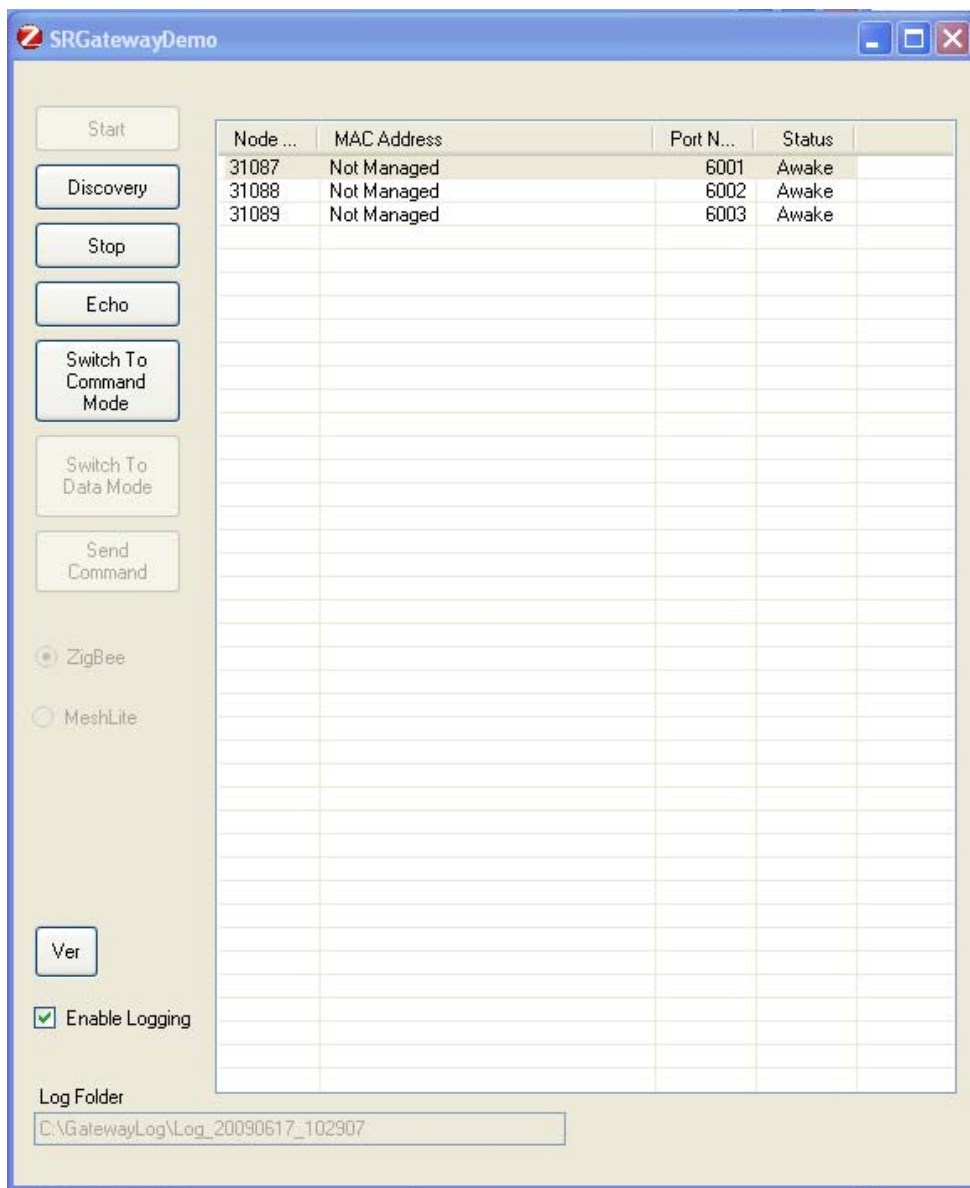 SRGatewayDemo
Start
Discovery
Stop
Echo
Switch To
Command
Mode
Switch To
Data Mode
Send
Command
ZigBee
MeshLite
Ver
Enable Logging
Node ... MAC Address Port N... Status
31087 Not Managed 6001 Awake
31088 Not Managed 6002 Awake
31089 Not Managed 6003 Awake
Log Folder
C:\GatewayLog\Log_20090617_102907